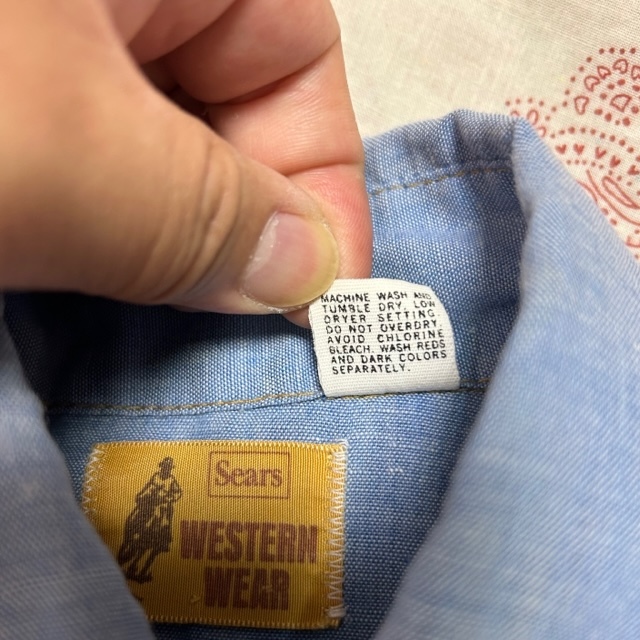 MACHINE WASH AND
TUMBLE DRY, LOW
DRYER SETTING
DO NOT OVERDRY.
AVOID CHLORINE
BLEACH. WASH REDS
AND DARK COLORS
SEPARATELY.
Sears
WESTERN
WEAR